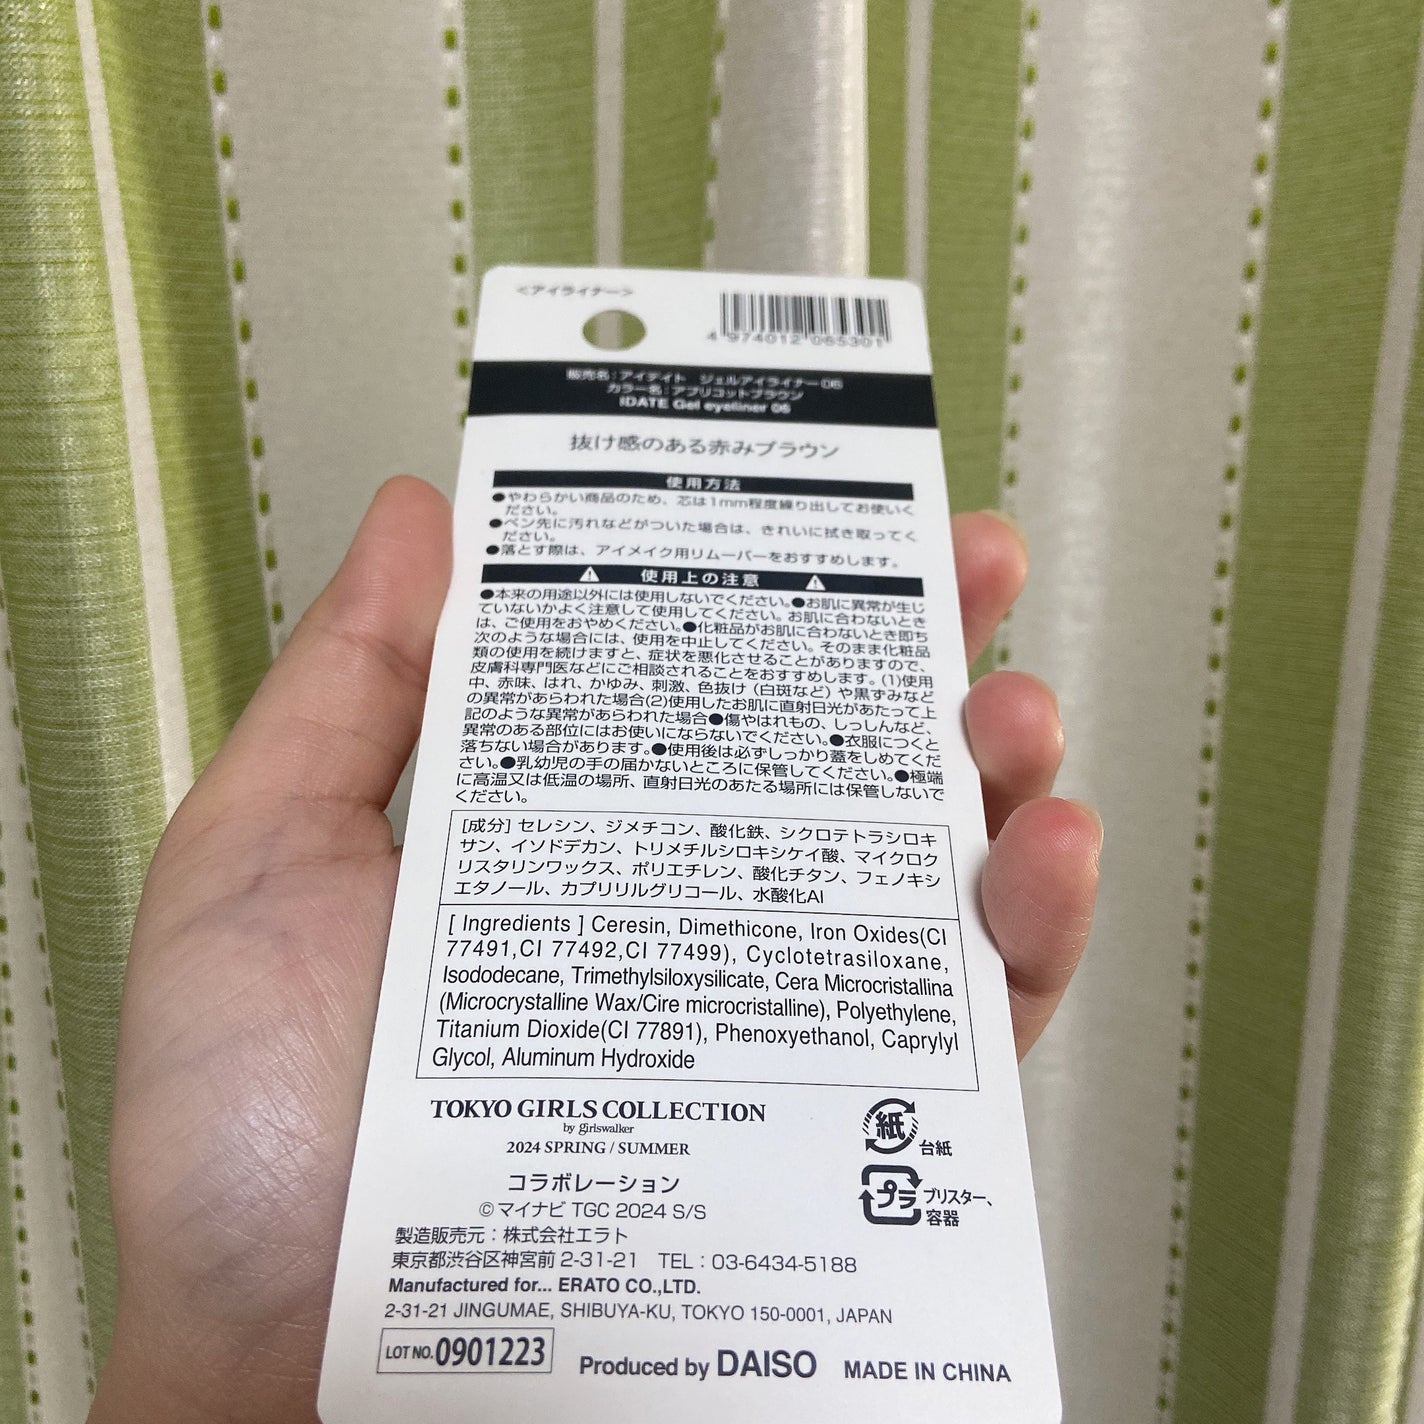 <アイライナー>
4 974012 065301
販売名：アイデイト　ジェルアイライナー06
カラー名：アプリコットブラウン
IDATE Gel eyeliner 06
抜け感のある赤みブラウン
使用方法
●やわらかい商品のため、芯は1mm程度繰り出してお使いく
ださい。
●ペン先に汚れなどがついた場合は、きれいに拭き取ってく
ださい。
●落とす際は、アイメイク用リムーバーをおすすめします。
⚠ 使用上の注意 ⚠
●本来の用途以外には使用しないでください。●お肌に異常が生じ
ていないかよく注意して使用してください。お肌に合わないとき
は、ご使用をおやめください。●化粧品がお肌に合わないとき即ち
次のような場合には、使用を中止してください。そのまま化粧品
類の使用を続けますと、症状を悪化させることがありますので、
皮膚科専門医などにご相談されることをおすすめします。(1)使用
中、赤味、はれ、かゆみ、刺激、色抜け（白斑など）や黒ずみなど
の異常があらわれた場合(2)使用したお肌に直射日光があたって上
記のような異常があらわれた場合●傷やはれもの、しっしんなど、
異常のある部位にはお使いにならないでください。●衣服につくと
落ちない場合があります。●使用後は必ずしっかり蓋をしめてくだ
さい。●乳幼児の手の届かないところに保管してください。●極端
に高温又は低温の場所、直射日光のあたる場所には保管しないで
ください。
[成分] セレシン、ジメチコン、酸化鉄、シクロテトラシロキ
サン、イソドデカン、トリメチルシロキシケイ酸、マイクロク
リスタリンワックス、ポリエチレン、酸化チタン、フェノキシ
エタノール、カプリリルグリコール、水酸化Al
[ Ingredients ] Ceresin, Dimethicone, Iron Oxides(CI
77491,CI 77492,CI 77499), Cyclotetrasiloxane,
Isododecane, Trimethylsiloxysilicate, Cera Microcristallina
(Microcrystalline Wax/Cire microcristalline), Polyethylene,
Titanium Dioxide(CI 77891), Phenoxyethanol, Caprylyl
Glycol, Aluminum Hydroxide
TOKYO GIRLS COLLECTION
by girlswalker
2024 SPRING / SUMMER
コラボレーション
©マイナビ TGC 2024 S/S
紙 台紙
プラ ブリスター、
容器
製造販売元：株式会社エラト
東京都渋谷区神宮前 2-31-21　TEL：03-6434-5188
Manufactured for... ERATO CO.,LTD.
2-31-21 JINGUMAE, SHIBUYA-KU, TOKYO 150-0001, JAPAN
LOT NO.0901223
Produced by DAISO MADE IN CHINA